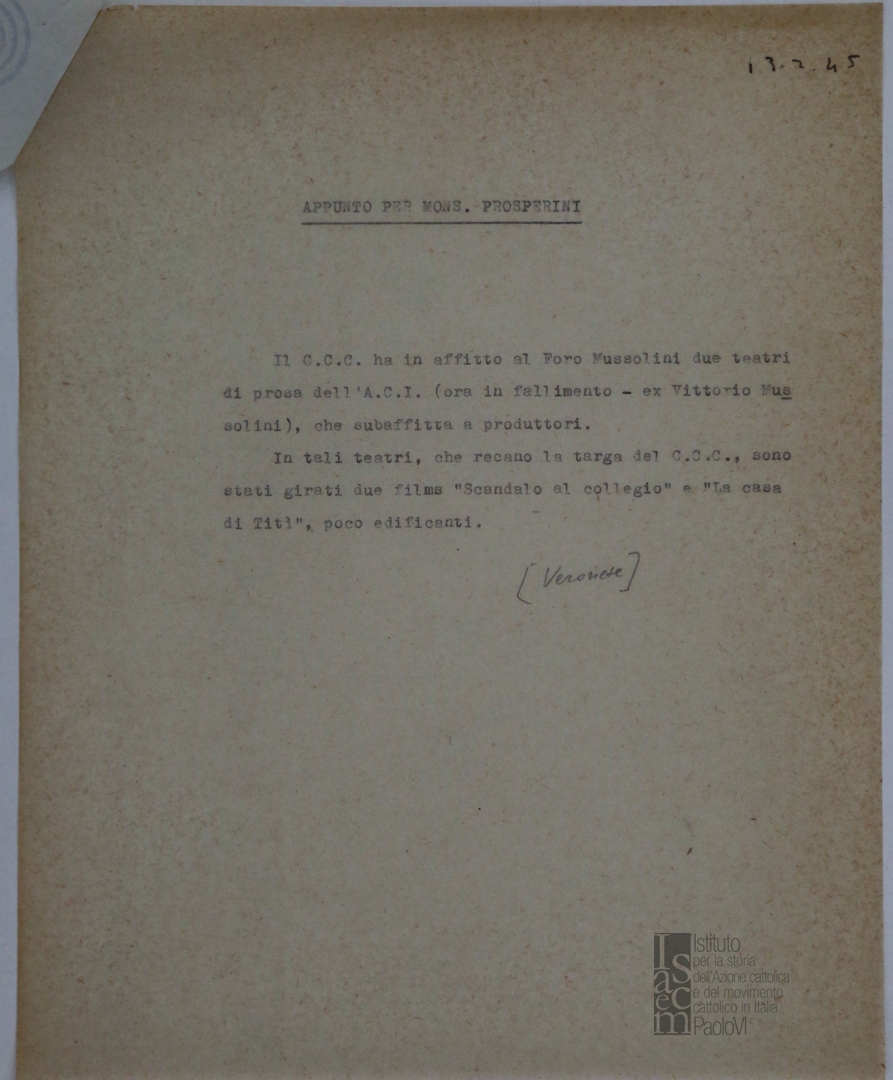 13.2.45
APPUNTO PER MONS. PROSPERINI
Il C.C.C. ha in affitto al Foro Mussolini due teatri
di prosa dell'A.C.I. (ora in fallimento - ex Vittorio Mus
solini), che subaffitta a produttori.
In tali teatri, che recano la targa del C.C.C., sono
stati girati due films "Scandalo al collegio" e "La casa
di Titì", poco edificanti.
[Veronese]
Isacem
Istituto
per la storia
dell'Azione cattolica
e del movimento
cattolico in Italia
PaoloVI